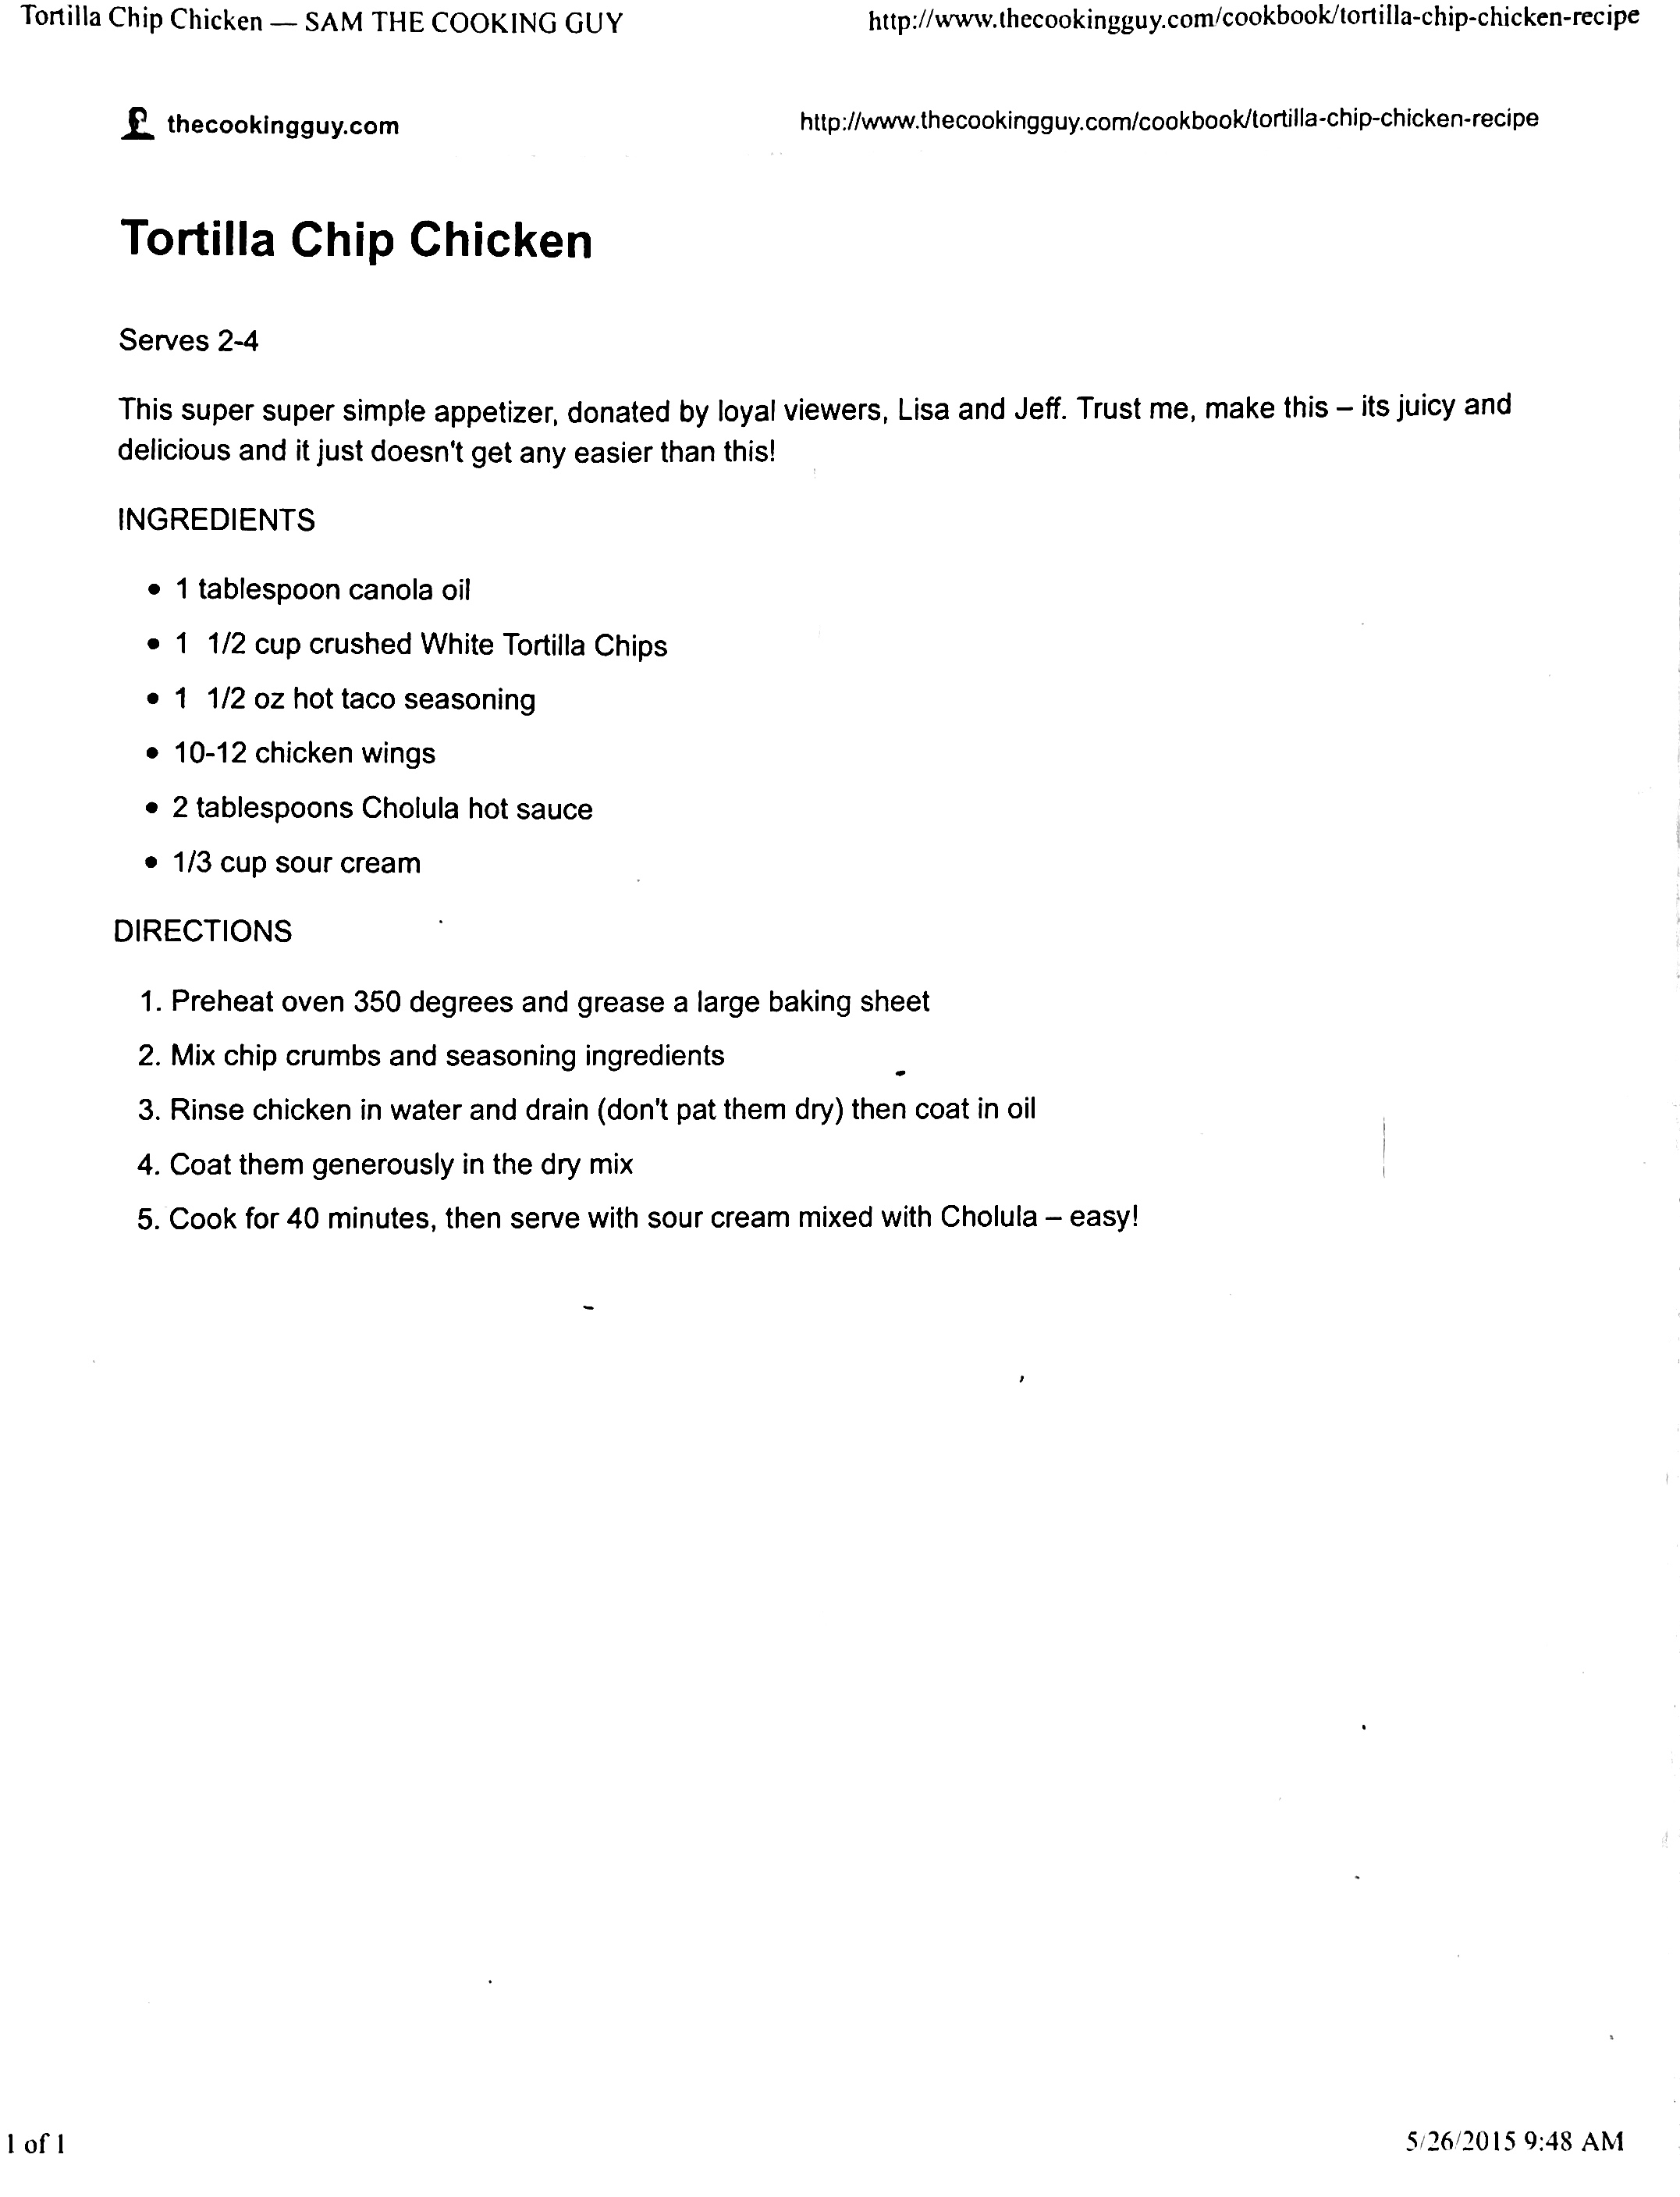 Tortilla Chip Chicken — SAM THE COOKING GUY http://www.thecookingguy.com/cookbook/tortilla-chip-chicken-recipe
thecookingguy.com http://www.thecookingguy.com/cookbook/tortilla-chip-chicken-recipe
Tortilla Chip Chicken
Serves 2-4
This super super simple appetizer, donated by loyal viewers, Lisa and Jeff. Trust me, make this – its juicy and
delicious and it just doesn't get any easier than this!
INGREDIENTS
• 1 tablespoon canola oil
• 1 1/2 cup crushed White Tortilla Chips
• 1 1/2 oz hot taco seasoning
• 10-12 chicken wings
• 2 tablespoons Cholula hot sauce
• 1/3 cup sour cream
DIRECTIONS
1. Preheat oven 350 degrees and grease a large baking sheet
2. Mix chip crumbs and seasoning ingredients
3. Rinse chicken in water and drain (don't pat them dry) then coat in oil
4. Coat them generously in the dry mix
5. Cook for 40 minutes, then serve with sour cream mixed with Cholula – easy!
1 of 1 5/26/2015 9:48 AM